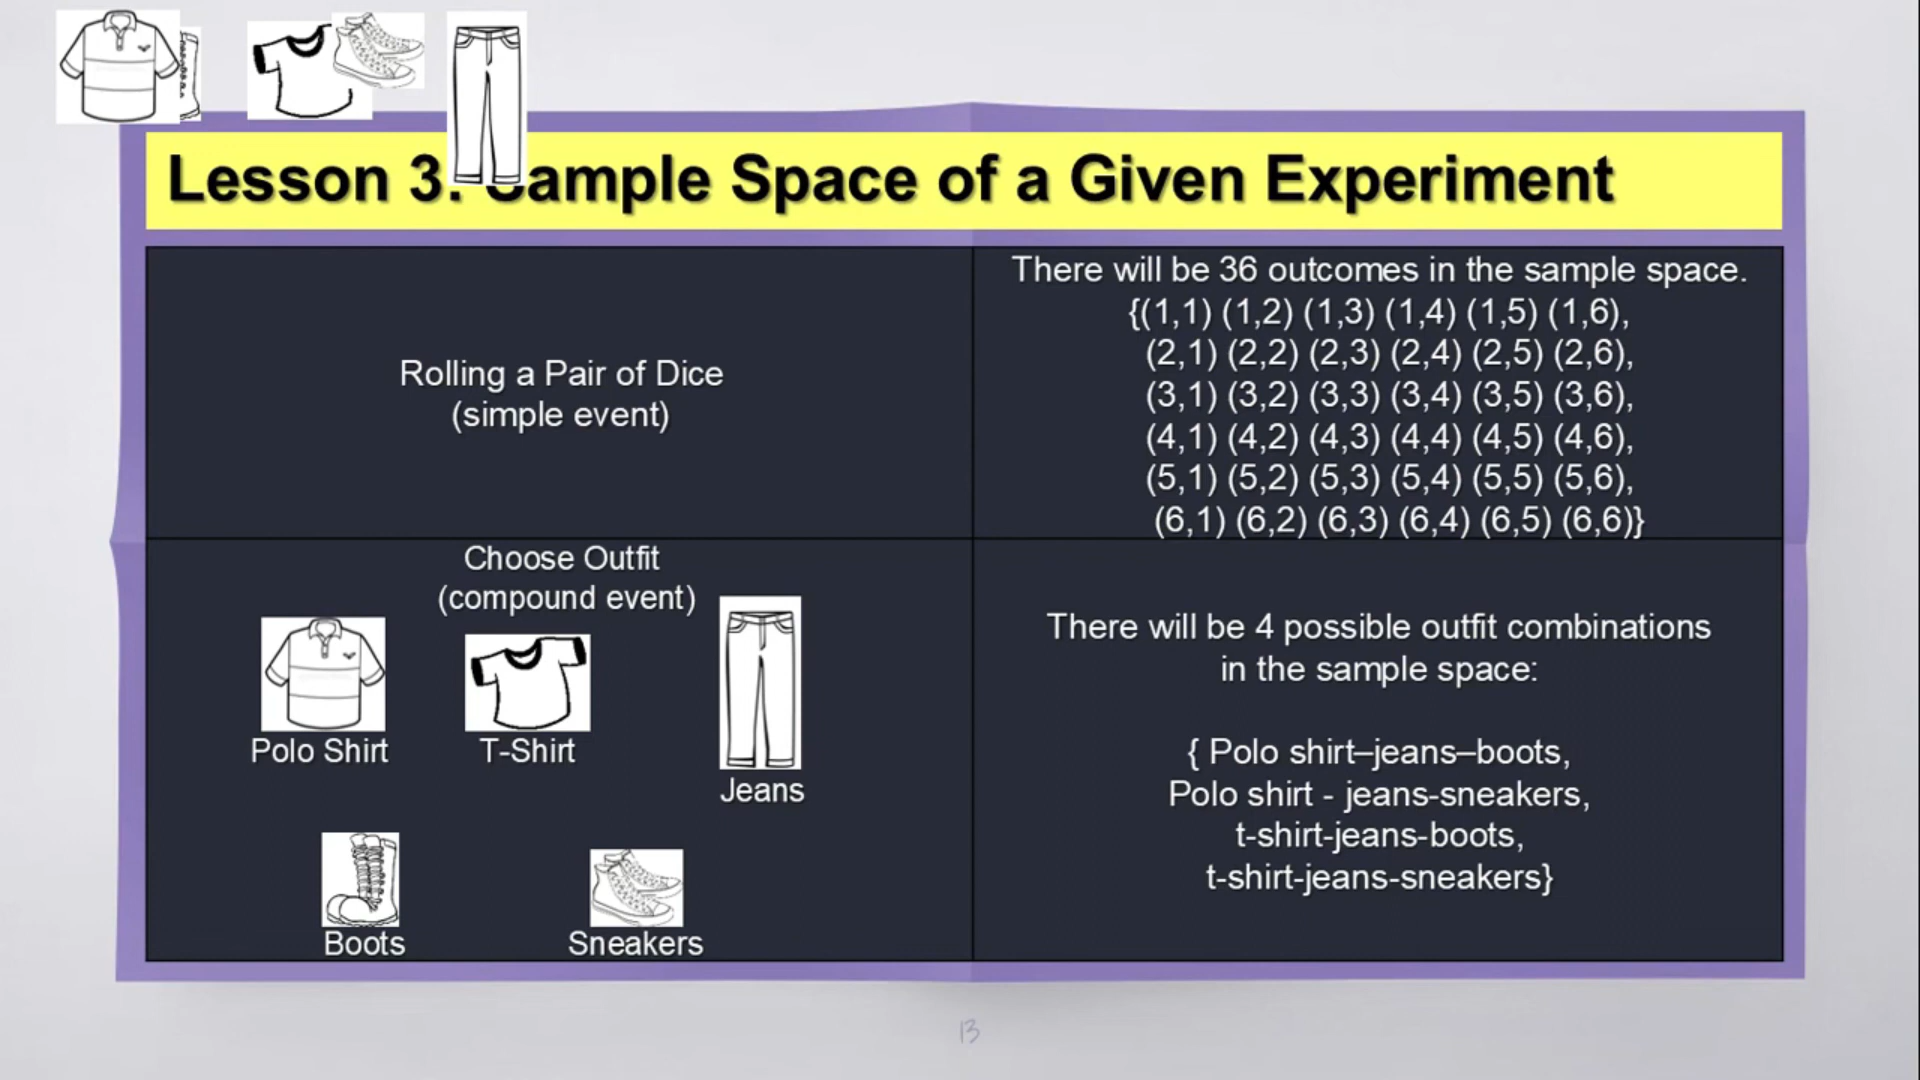 Lesson 3: Sample Space of a Given Experiment
Rolling a Pair of Dice
(simple event)
There will be 36 outcomes in the sample space.
{(1,1) (1,2) (1,3) (1,4) (1,5) (1,6),
(2,1) (2,2) (2,3) (2,4) (2,5) (2,6),
(3,1) (3,2) (3,3) (3,4) (3,5) (3,6),
(4,1) (4,2) (4,3) (4,4) (4,5) (4,6),
(5,1) (5,2) (5,3) (5,4) (5,5) (5,6),
(6,1) (6,2) (6,3) (6,4) (6,5) (6,6)}
Choose Outfit
(compound event)
Polo Shirt
T-Shirt
Jeans
Boots
Sneakers
There will be 4 possible outfit combinations
in the sample space:
{ Polo shirt–jeans–boots,
Polo shirt - jeans-sneakers,
t-shirt-jeans-boots,
t-shirt-jeans-sneakers}
13